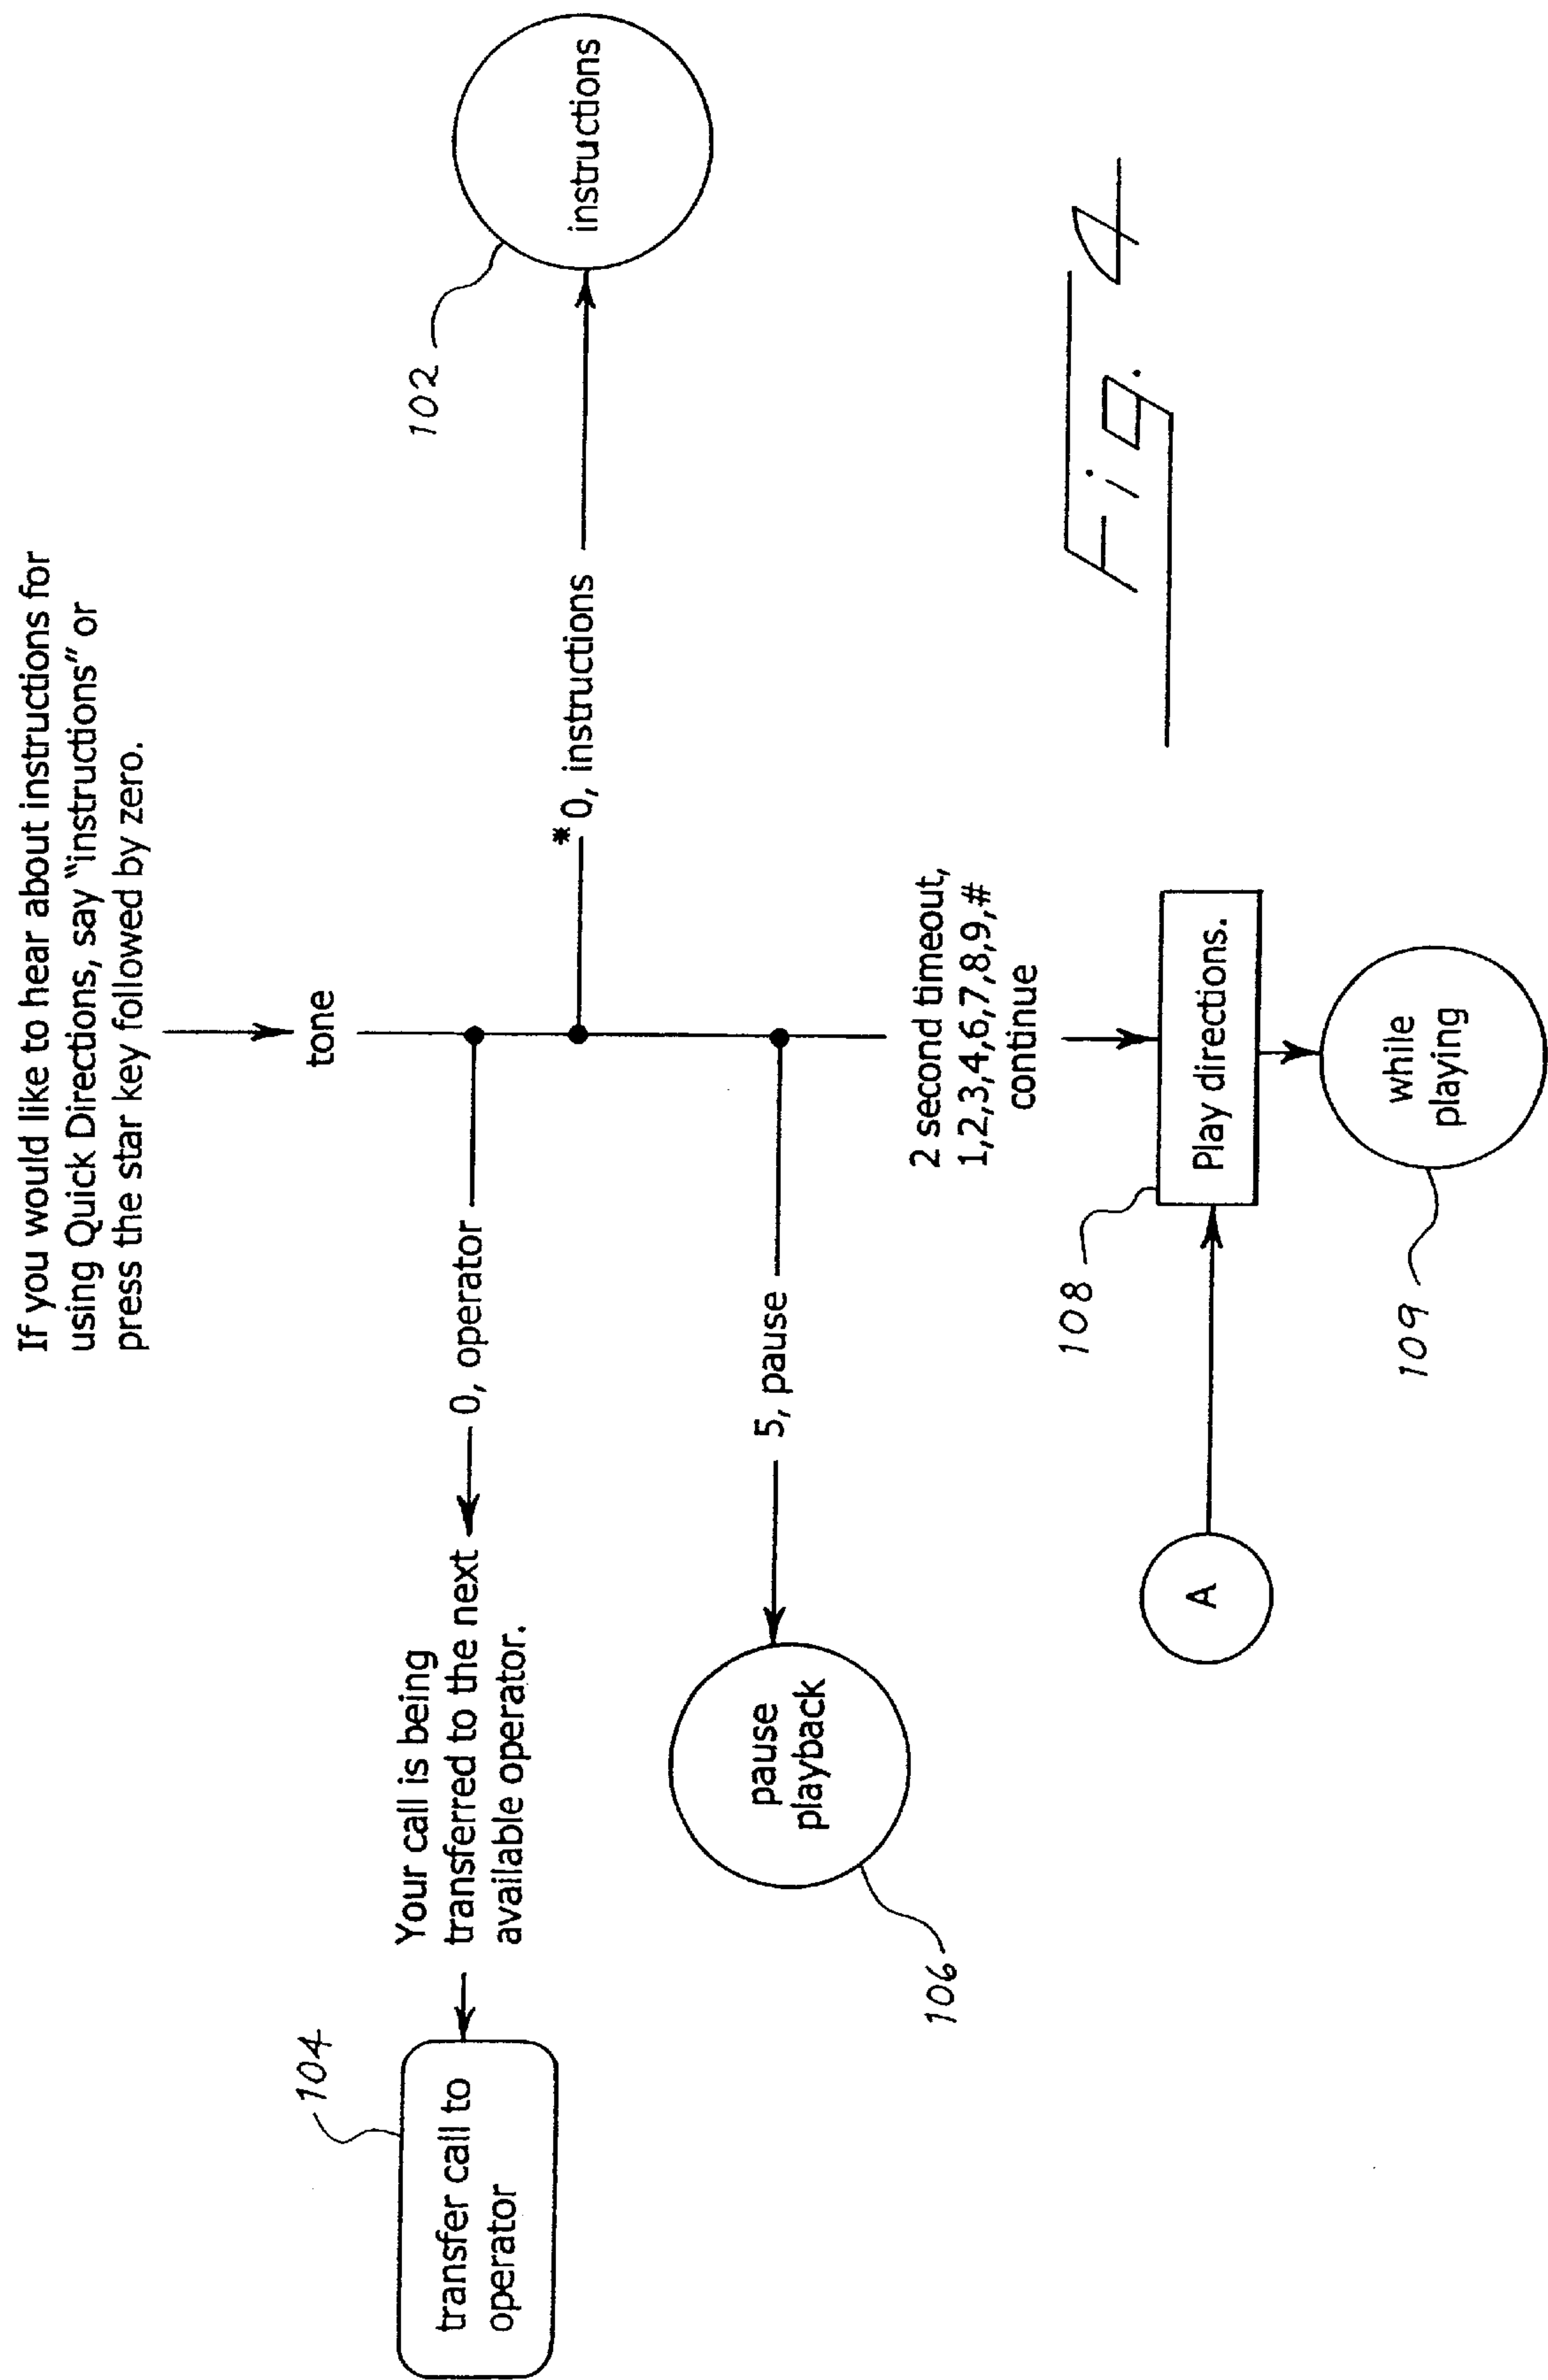 If you would like to hear about instructions for
using Quick Directions, say “instructions” or
press the star key followed by zero.
tone
Your call is being
transferred to the next
available operator.
0, operator
transfer call to
operator
104
*0, instructions
instructions
102
5, pause
pause
playback
106
2 second timeout,
1,2,3,4,6,7,8,9,#
continue
108
Play directions.
A
while
playing
109
Fig. 4